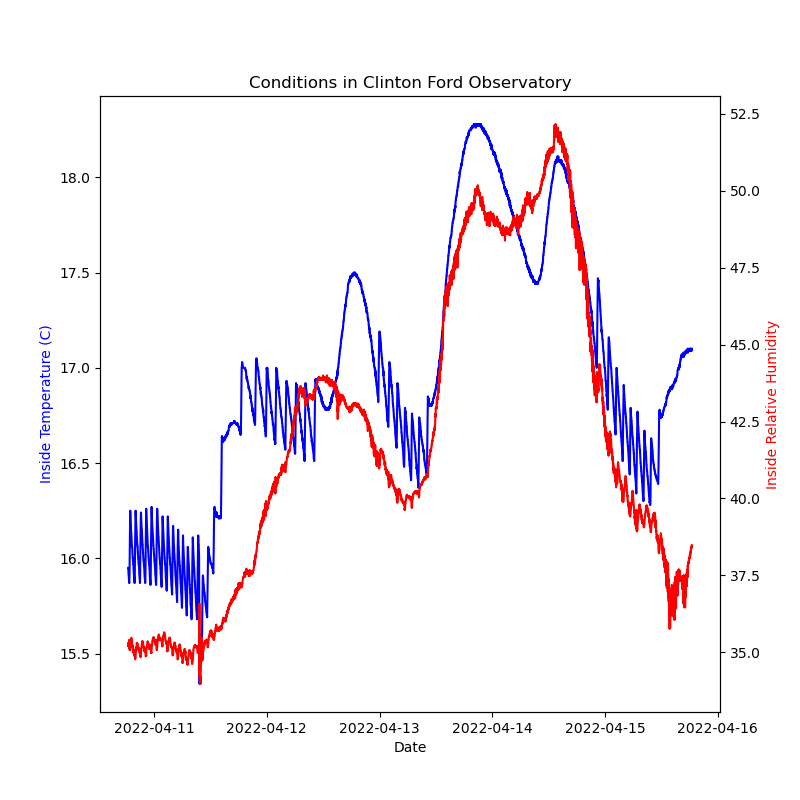 Conditions in Clinton Ford Observatory
Inside Temperature (C)
18.0
17.5
17.0
16.5
16.0
15.5
52.5
50.0
47.5
45.0
42.5
40.0
37.5
35.0
Inside Relative Humidity
2022-04-11 2022-04-12 2022-04-13 2022-04-14 2022-04-15 2022-04-16
Date